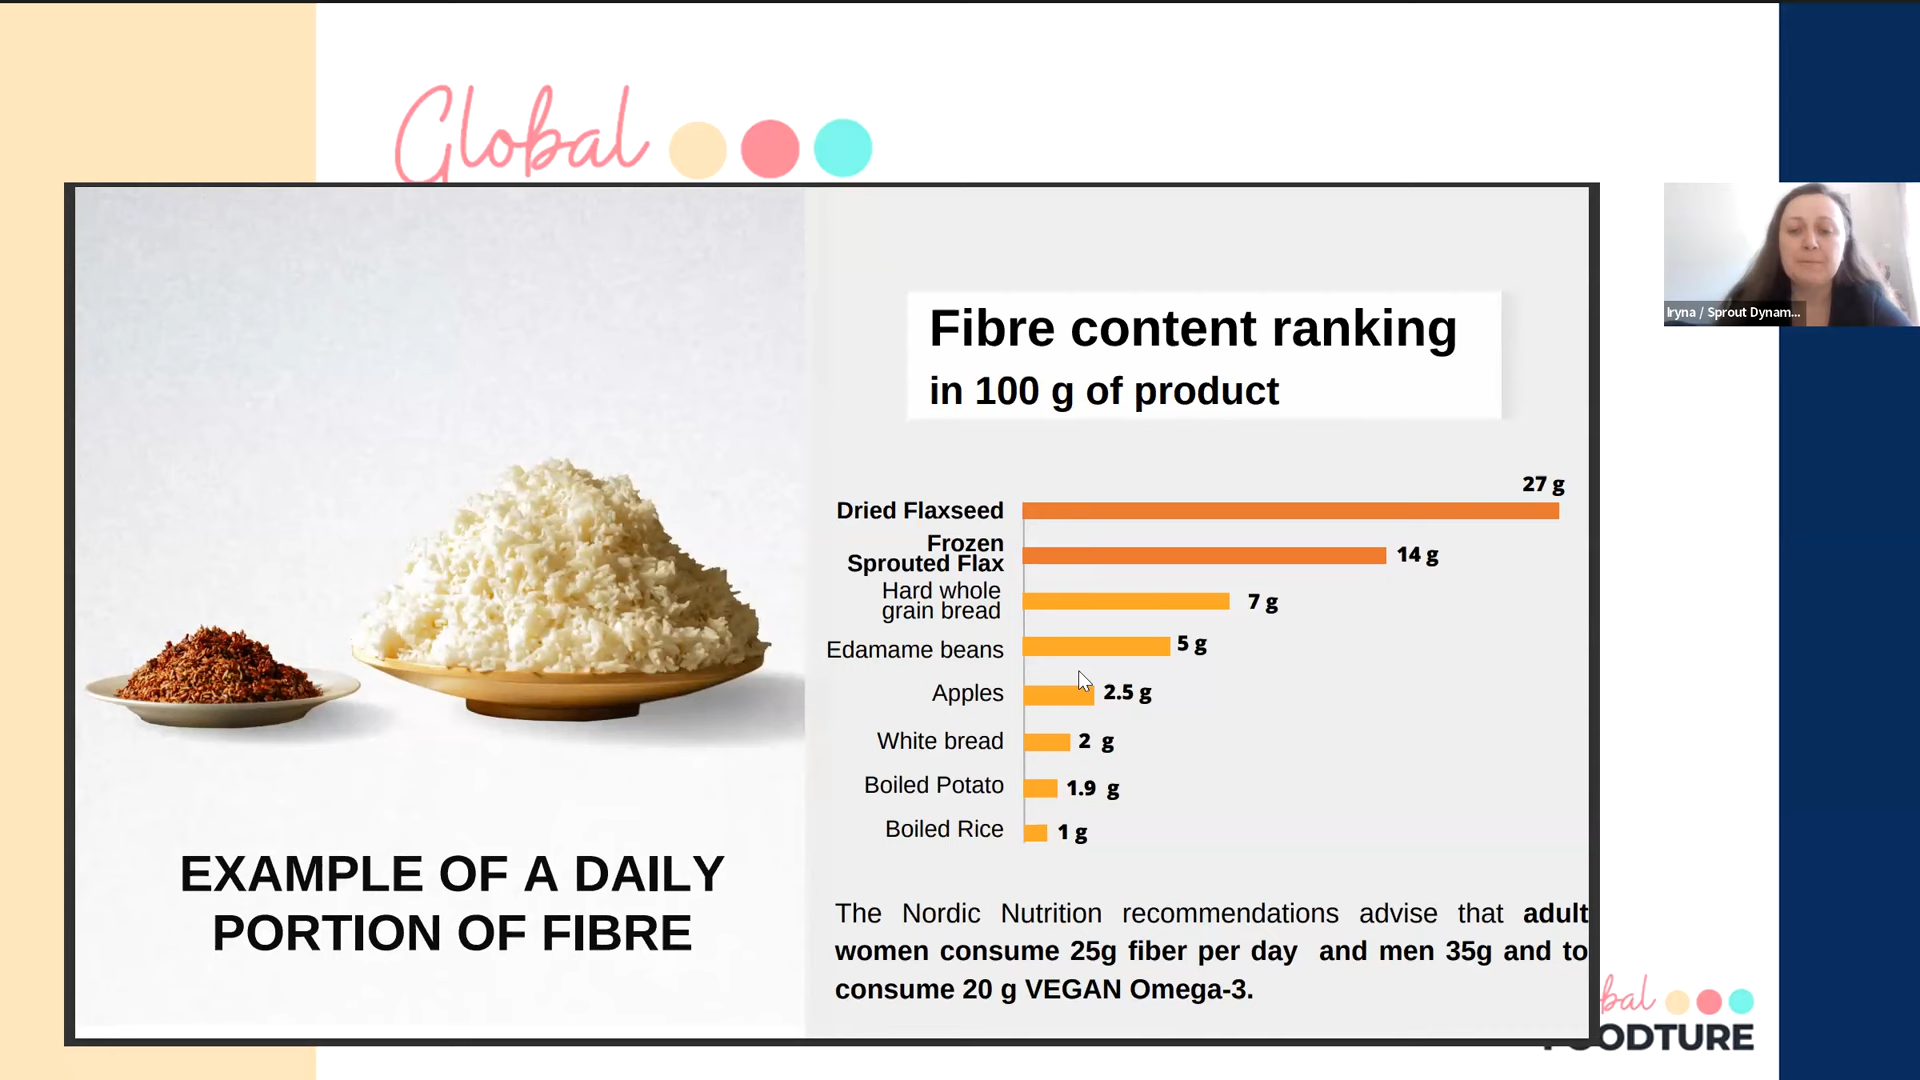 Global
Fibre content ranking
in 100 g of product
Iryna / Sprout Dynam...
27 g
Dried Flaxseed
Frozen
Sprouted Flax
14 g
Hard whole
grain bread
7 g
Edamame beans
5 g
Apples
2.5 g
White bread
2 g
Boiled Potato
1.9 g
Boiled Rice
1 g
EXAMPLE OF A DAILY
PORTION OF FIBRE
The Nordic Nutrition recommendations advise that adult
women consume 25g fiber per day and men 35g and to
consume 20 g VEGAN Omega-3.
bal
FOODTURE